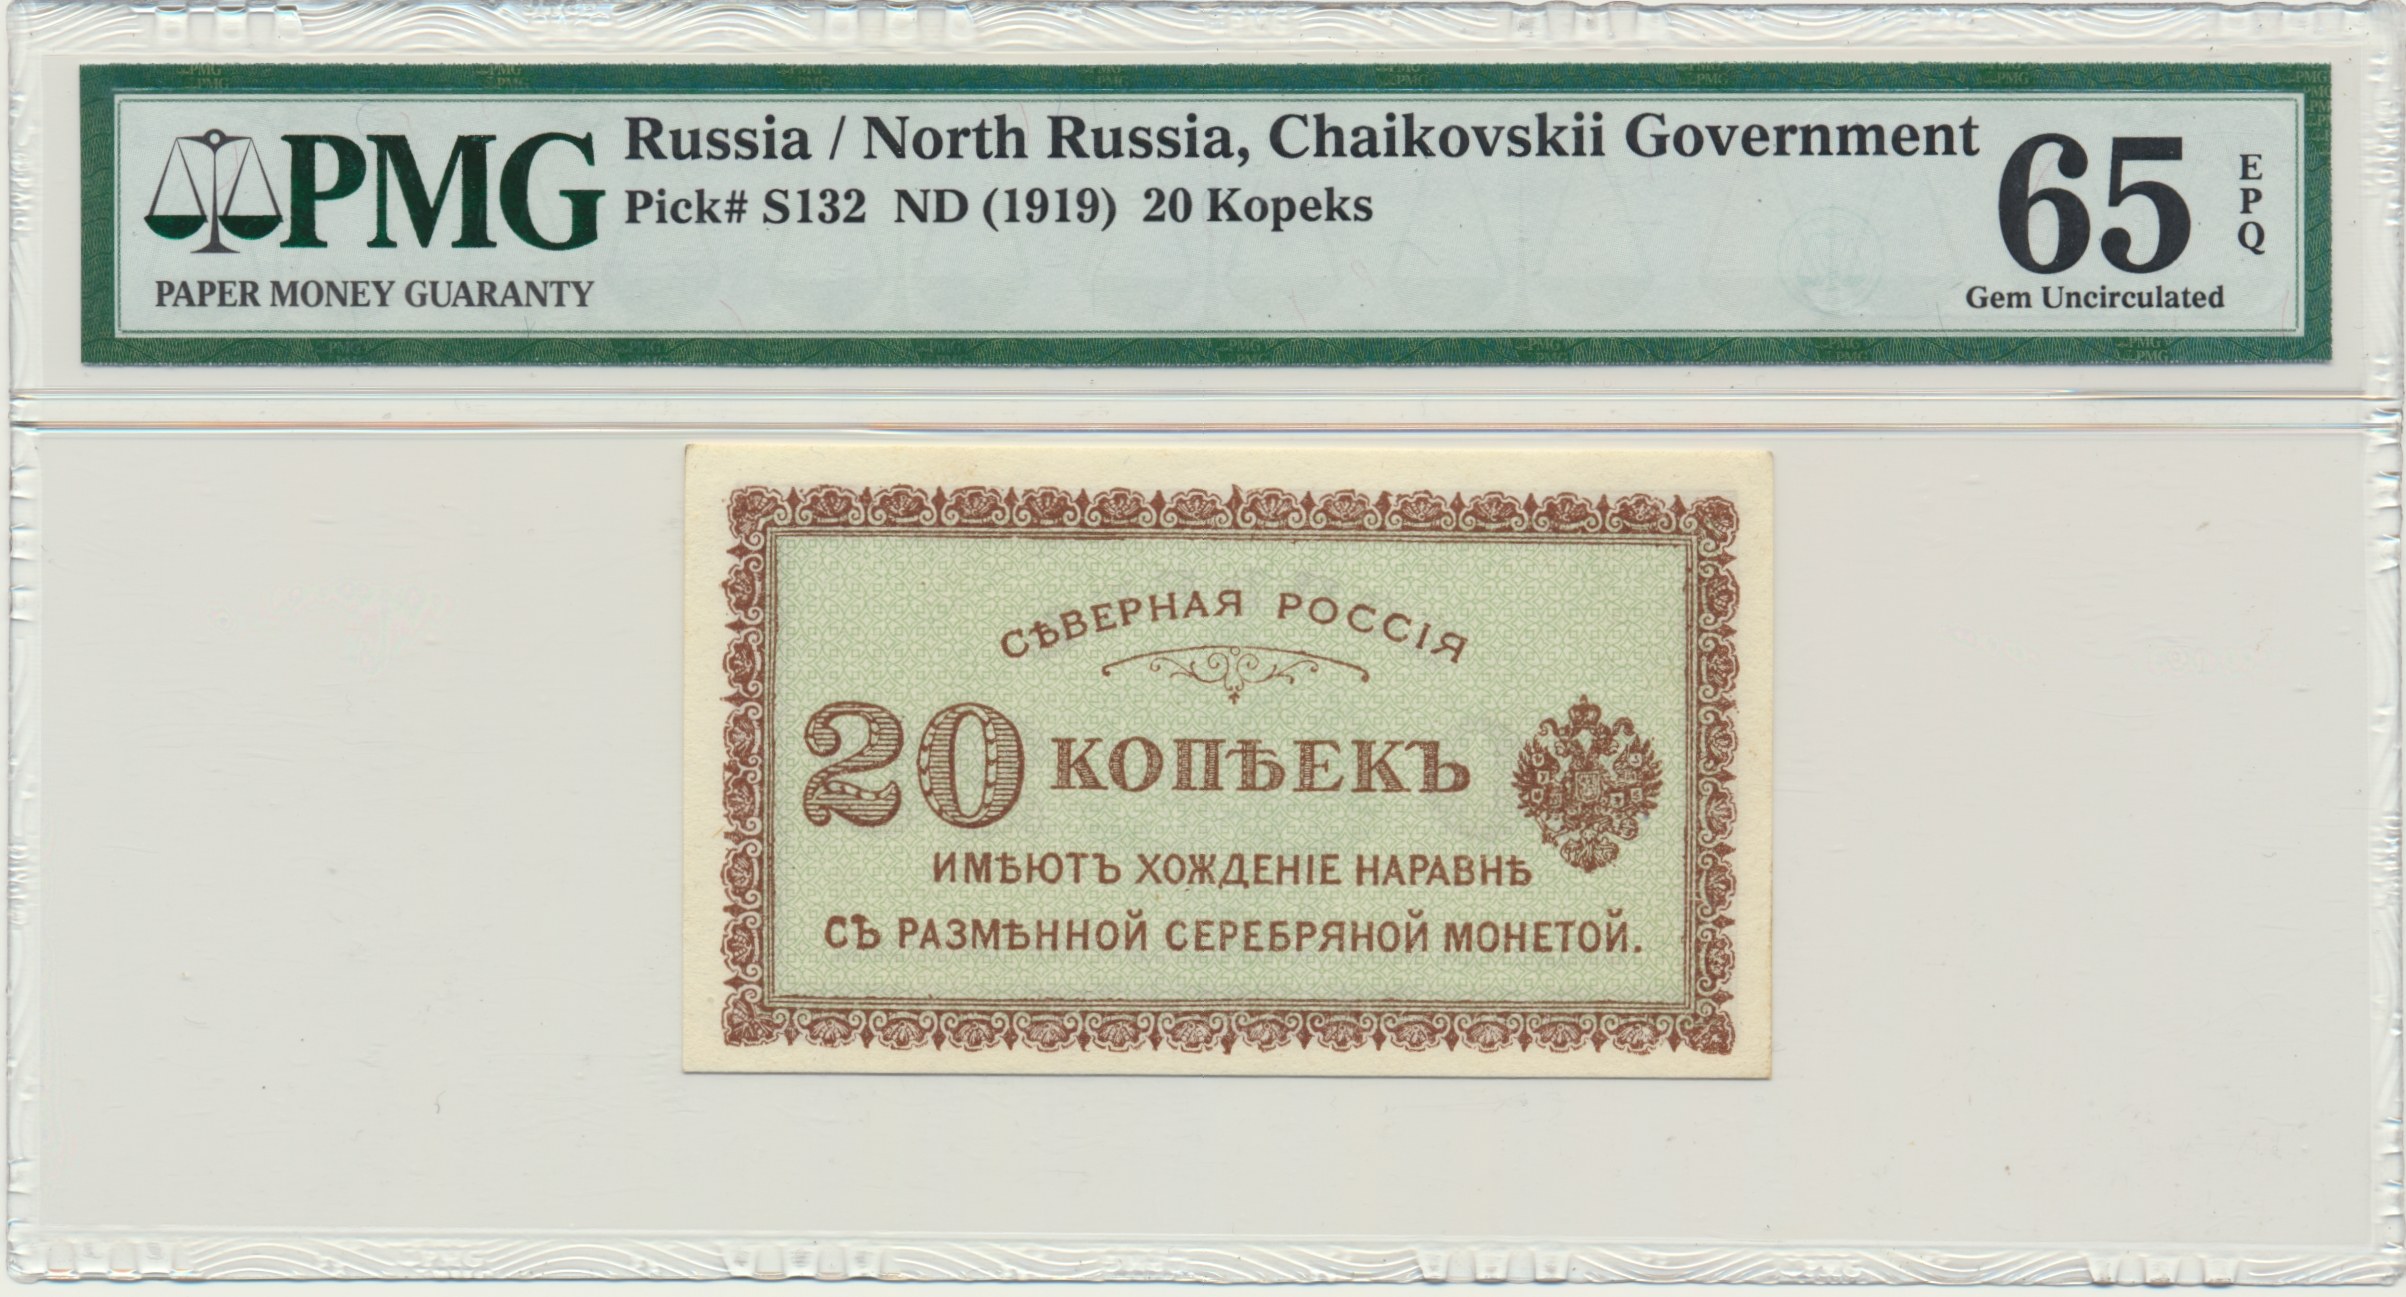 PMG
PAPER MONEY GUARANTY
Russia / North Russia, Chaikovskii Government
Pick# S132 ND (1919) 20 Kopeks
65
EPQ
Gem Uncirculated
СѢВЕРНАЯ РОССІЯ
20 КОПѢЕКЪ
ИМѢЮТЪ ХОЖДЕНІЕ НАРАВНѢ
СЪ РАЗМѢННОЙ СЕРЕБРЯНОЙ МОНЕТОЙ.